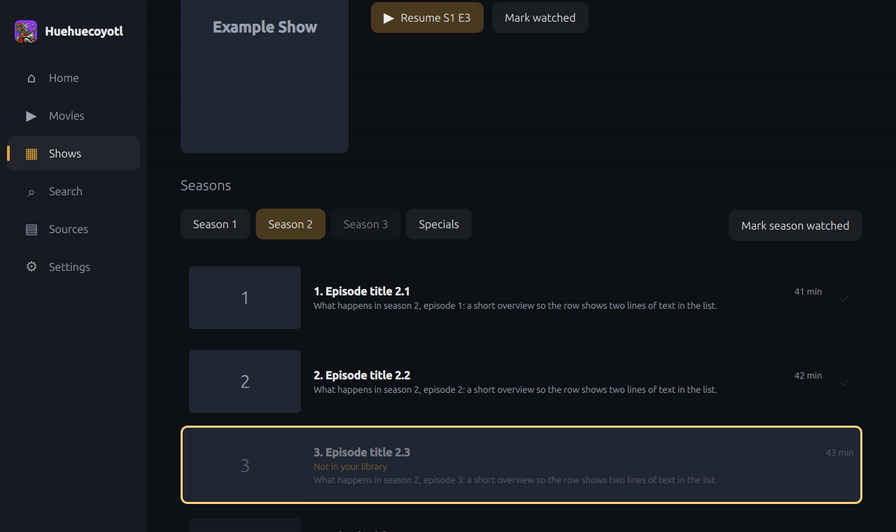 Huehuecoyotl
Home
Movies
Shows
Search
Sources
Settings
Example Show
Resume S1 E3
Mark watched
Seasons
Season 1
Season 2
Season 3
Specials
Mark season watched
1
1. Episode title 2.1
41 min
What happens in season 2, episode 1: a short overview so the row shows two lines of text in the list.
2
2. Episode title 2.2
42 min
What happens in season 2, episode 2: a short overview so the row shows two lines of text in the list.
3
3. Episode title 2.3
43 min
Not in your library
What happens in season 2, episode 3: a short overview so the row shows two lines of text in the list.